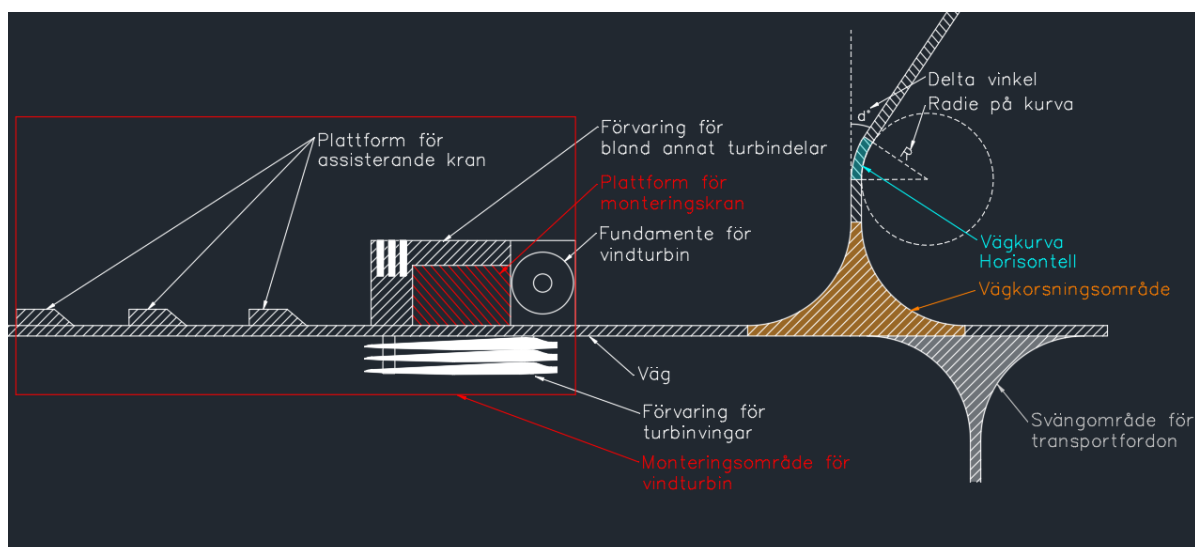 Plattform för
assisterande kran
Förvaring för
bland annat turbindelar
Plattform för
monteringskran
Fundamente för
vindturbin
Delta vinkel
Radie på kurva
d°
R
Vägkurva
Horisontell
Vägkorsningsområde
Väg
Förvaring för
turbinvingar
Monteringsområde för
vindturbin
Svängområde för
transportfordon